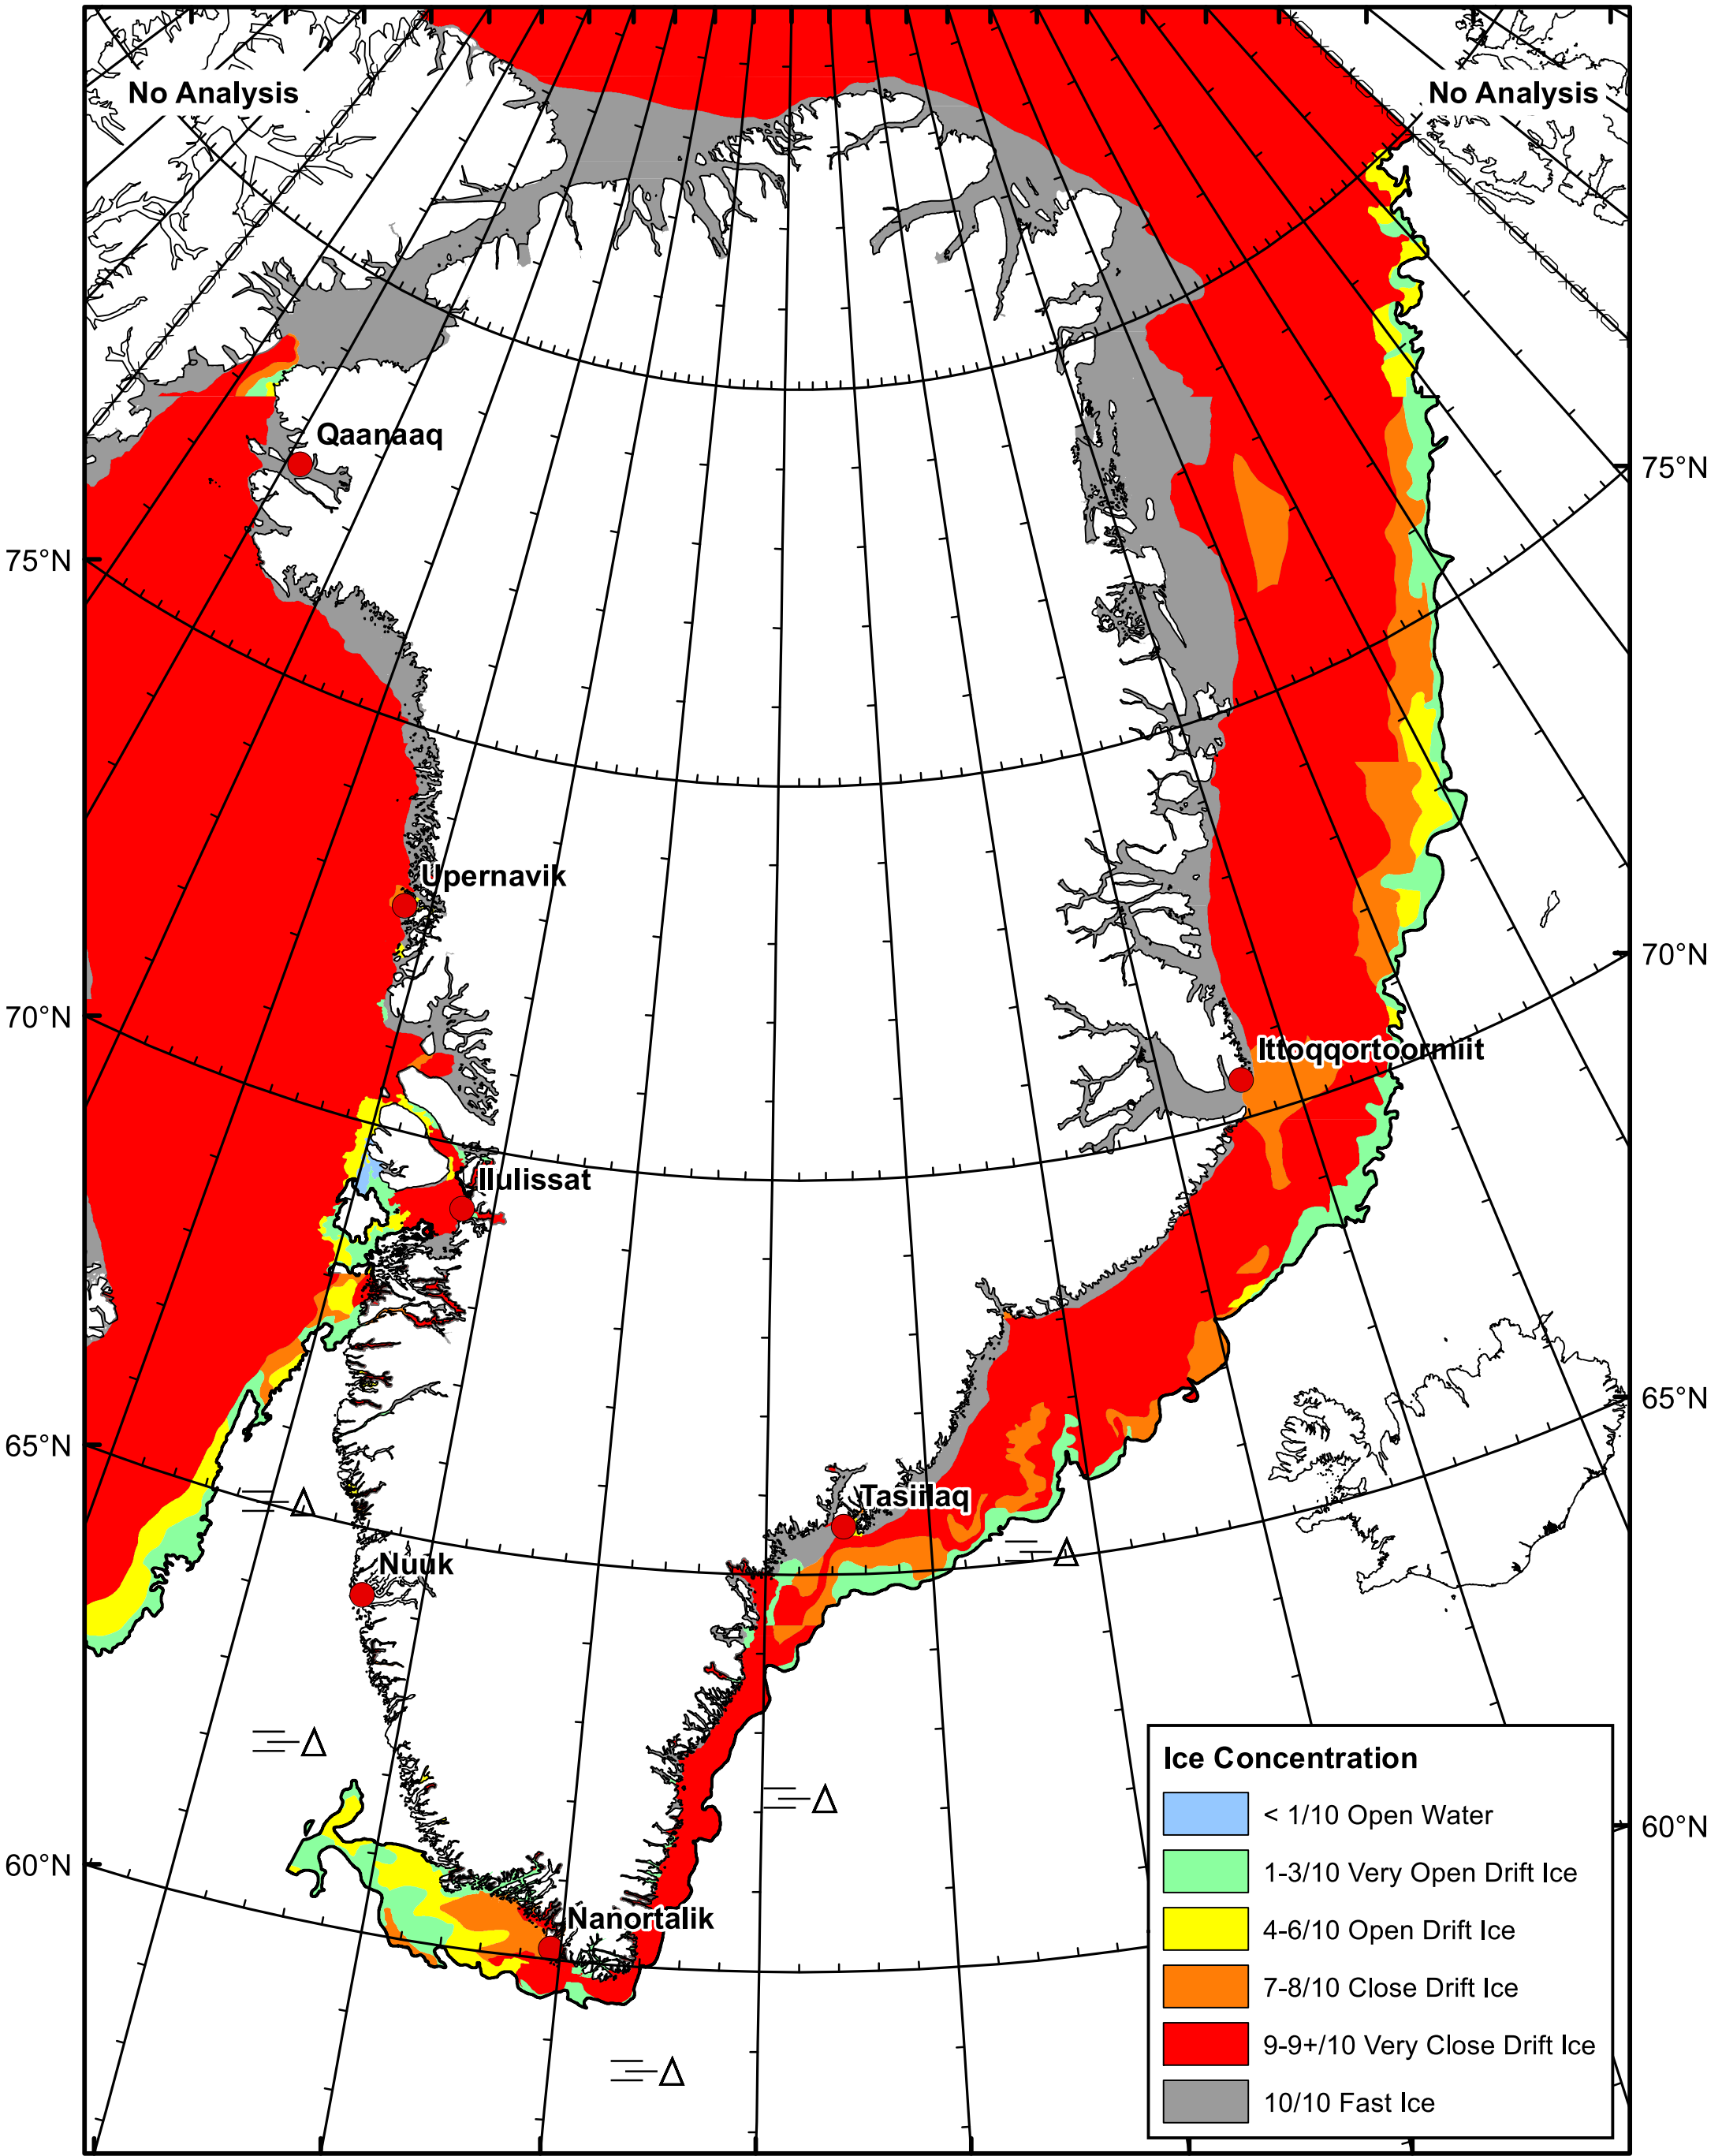 No Analysis
No Analysis
Qaanaaq
75°N
75°N
Upernavik
70°N
70°N
Ittoqqortoormiit
Ilulissat
65°N
65°N
Tasiilaq
Nuuk
60°N
60°N
Nanortalik
Ice Concentration
< 1/10 Open Water
1-3/10 Very Open Drift Ice
4-6/10 Open Drift Ice
7-8/10 Close Drift Ice
9-9+/10 Very Close Drift Ice
10/10 Fast Ice